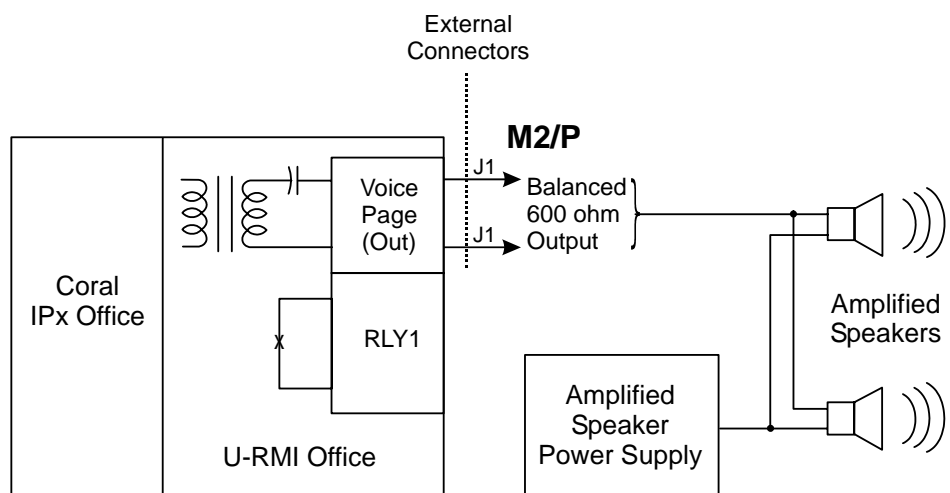 External
Connectors
M2/P
J1
Voice
Page
(Out)
Balanced
600 ohm
Output
J1
Coral
IPx Office
RLY1
Amplified
Speakers
Amplified
Speaker
Power Supply
U-RMI Office